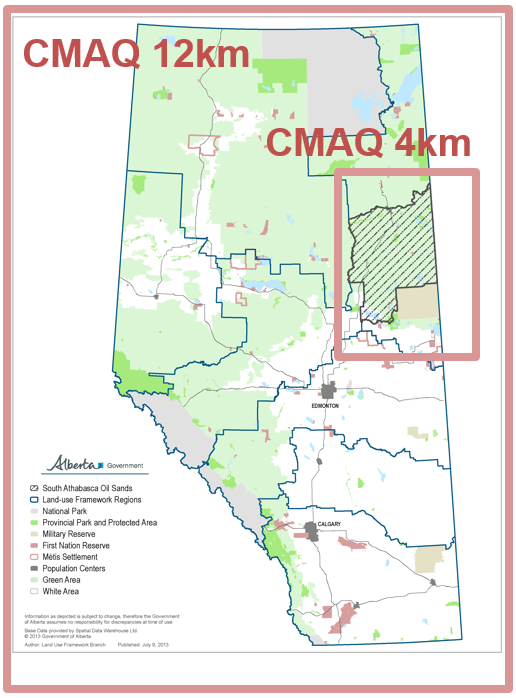 CMAQ 12km
CMAQ 4km
EDMONTON
CALGARY
Alberta Government
South Athabasca Oil Sands
Land-use Framework Regions
National Park
Provincial Park and Protected Area
Military Reserve
First Nation Reserve
Métis Settlement
Population Centers
Green Area
White Area
Information as depicted is subject to change, therefore the Government
of Alberta assumes no responsibility for discrepancies at time of use.
Base Data provided by Spatial Data Warehouse Ltd.
© 2013 Government of Alberta
Author: Land Use Framework Branch Published: July 9, 2013